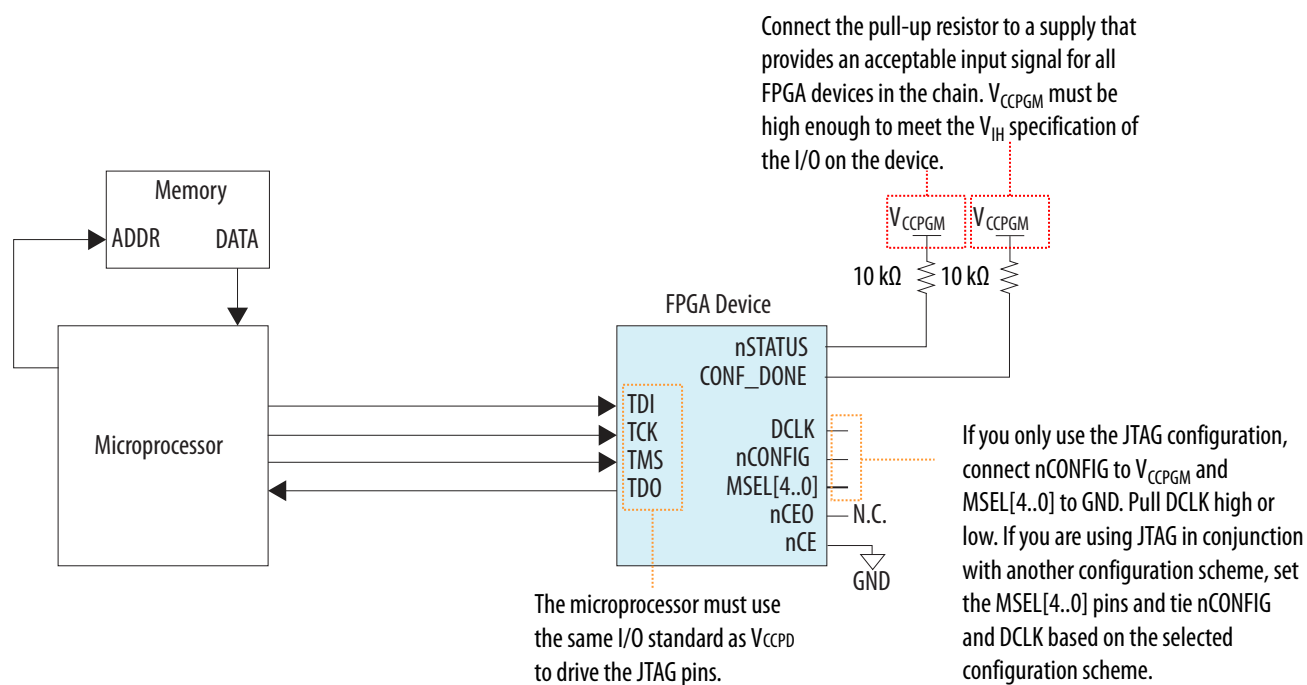 Connect the pull-up resistor to a supply that
provides an acceptable input signal for all
FPGA devices in the chain. VCCPGM must be
high enough to meet the VIH specification of
the I/O on the device.
Memory
ADDR DATA
VCCPGM VCCPGM
10 kΩ 10 kΩ
FPGA Device
nSTATUS
CONF_DONE
Microprocessor
TDI
TCK
TMS
TDO
DCLK
nCONFIG
MSEL[4..0]
nCEO N.C.
nCE
GND
If you only use the JTAG configuration,
connect nCONFIG to VCCPGM and
MSEL[4..0] to GND. Pull DCLK high or
low. If you are using JTAG in conjunction
with another configuration scheme, set
the MSEL[4..0] pins and tie nCONFIG
and DCLK based on the selected
configuration scheme.
The microprocessor must use
the same I/O standard as VCCPD
to drive the JTAG pins.